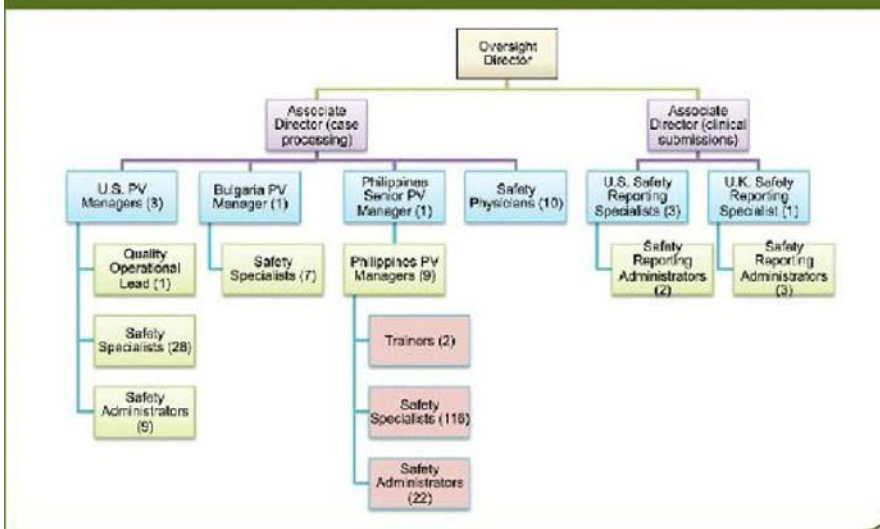 Oversight
Director
Associate
Director (case
processing)
Associate
Director (clinical
submissions)
U.S. PV
Managers (3)
Bulgaria PV
Manager (1)
Philippines
Senior PV
Manager (1)
Safety
Physicians (10)
U.S. Safety
Reporting
Specialists (3)
U.K. Safety
Reporting
Specialist (1)
Quality
Operational
Lead (1)
Safety
Specialists (7)
Philippines PV
Managers (9)
Safety
Reporting
Administrators
(2)
Safety
Reporting
Administrators
(3)
Safety
Specialists (28)
Trainers (2)
Safety
Administrators
(9)
Safety
Specialists (116)
Safety
Administrators
(22)